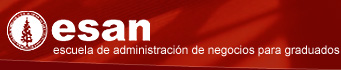 esan
escuela de administración de negocios para graduados